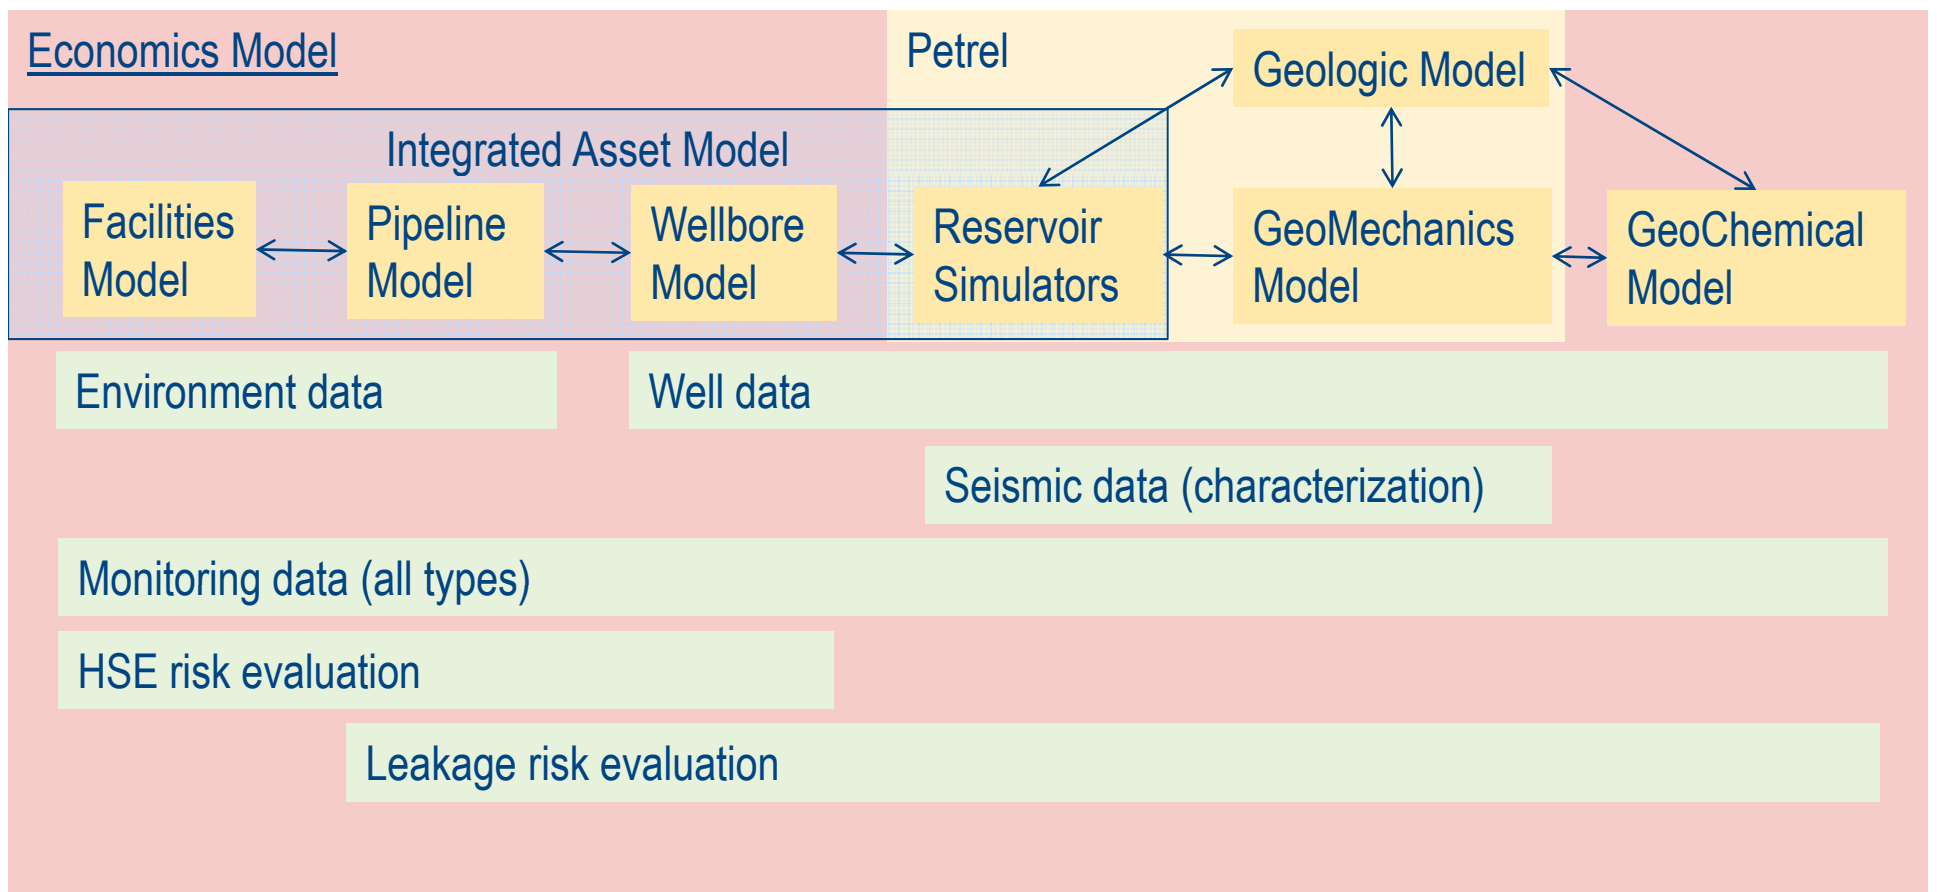 Economics Model
Petrel
Geologic Model
Integrated Asset Model
Facilities
Model
Pipeline
Model
Wellbore
Model
Reservoir
Simulators
GeoMechanics
Model
GeoChemical
Model
Environment data
Well data
Seismic data (characterization)
Monitoring data (all types)
HSE risk evaluation
Leakage risk evaluation